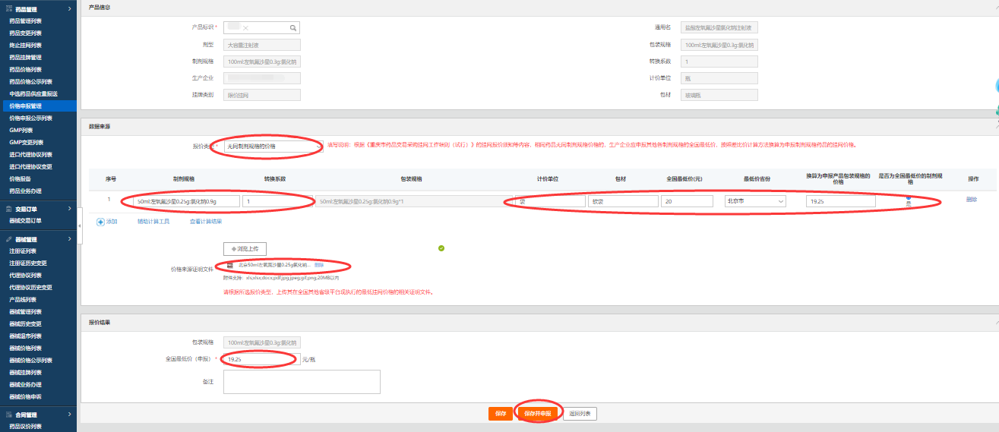 药品管理
药品管理列表
药品变更列表
终止挂网列表
药品挂牌管理
药品价格列表
药品价格公示列表
中选药品供应量报送
价格申报管理
价格申报公示列表
GMP列表
GMP变更列表
进口代理协议列表
进口代理协议变更
价格报备
药品业务办理
交易订单
器械交易订单
器械管理
注册证列表
注册证历史变更
代理协议列表
代理协议历史变更
产品线列表
器械管理列表
器械历史变更
器械退市列表
器械价格列表
器械价格公示列表
器械挂牌列表
器械业务办理
器械价格申诉
合同管理
药品议价列表
产品信息
产品标识 *
通用名 盐酸左氧氟沙星氯化钠注射液
剂型 大容量注射液
包装规格 100ml:左氧氟沙星0.3g:氯化钠
制剂规格 100ml:左氧氟沙星0.3g:氯化钠
转换系数 1
生产企业
计价单位 瓶
挂牌类别 限价挂网
包材 玻璃瓶
数据来源
报价类型 * 无同制剂规格的价格
填写说明：根据《重庆市药品交易采购挂网工作细则（试行）》的挂网报价须知等内容，相同药品无同制剂规格价格的，生产企业应申报其他各制剂规格的全国最低价，按照差比价计算方法换算为申报制剂规格药品的挂网价格。
序号 制剂规格 转换系数 包装规格 计价单位 包材 全国最低价(元) 最低价省份 换算为申报产品包装规格的价格 是否为全国最低价的制剂规格 操作
1 50ml:左氧氟沙星0.25g:氯化钠0.9g 1 50ml:左氧氟沙星0.25g:氯化钠0.9g*1 袋 软袋 20 北京市 19.25 是 删除
添加 辅助计算工具 查看计算结果
浏览上传
价格来源证明文件 北京50ml左氧氟沙星0.25g氯化钠... 删除
附件支持：xls,xlsx,docx,pdf,jpg,jpeg,gif,png;20MB以内
请根据所选报价类型，上传其在全国其他省级平台现执行的最低挂网价格的相关证明文件。
报价结果
包装规格 100ml:左氧氟沙星0.3g:氯化钠
全国最低价（申报） * 19.25 元/瓶
备注
保存 保存并申报 返回列表